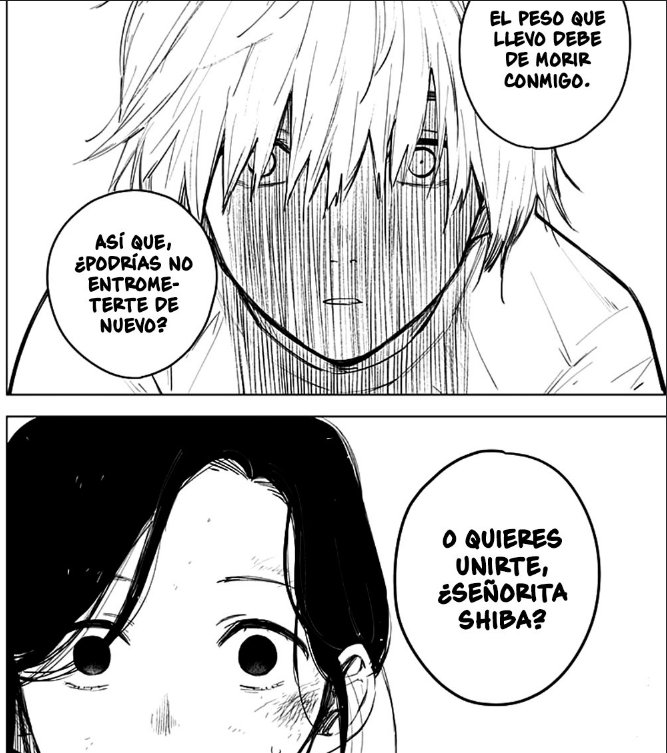 EL PESO QUE
LLEVO DEBE
DE MORIR
CONMIGO.
ASÍ QUE,
¿PODRÍAS NO
ENTROME-
TERTE DE
NUEVO?
O QUIERES
UNIRTE,
¿SEÑORITA
SHIBA?